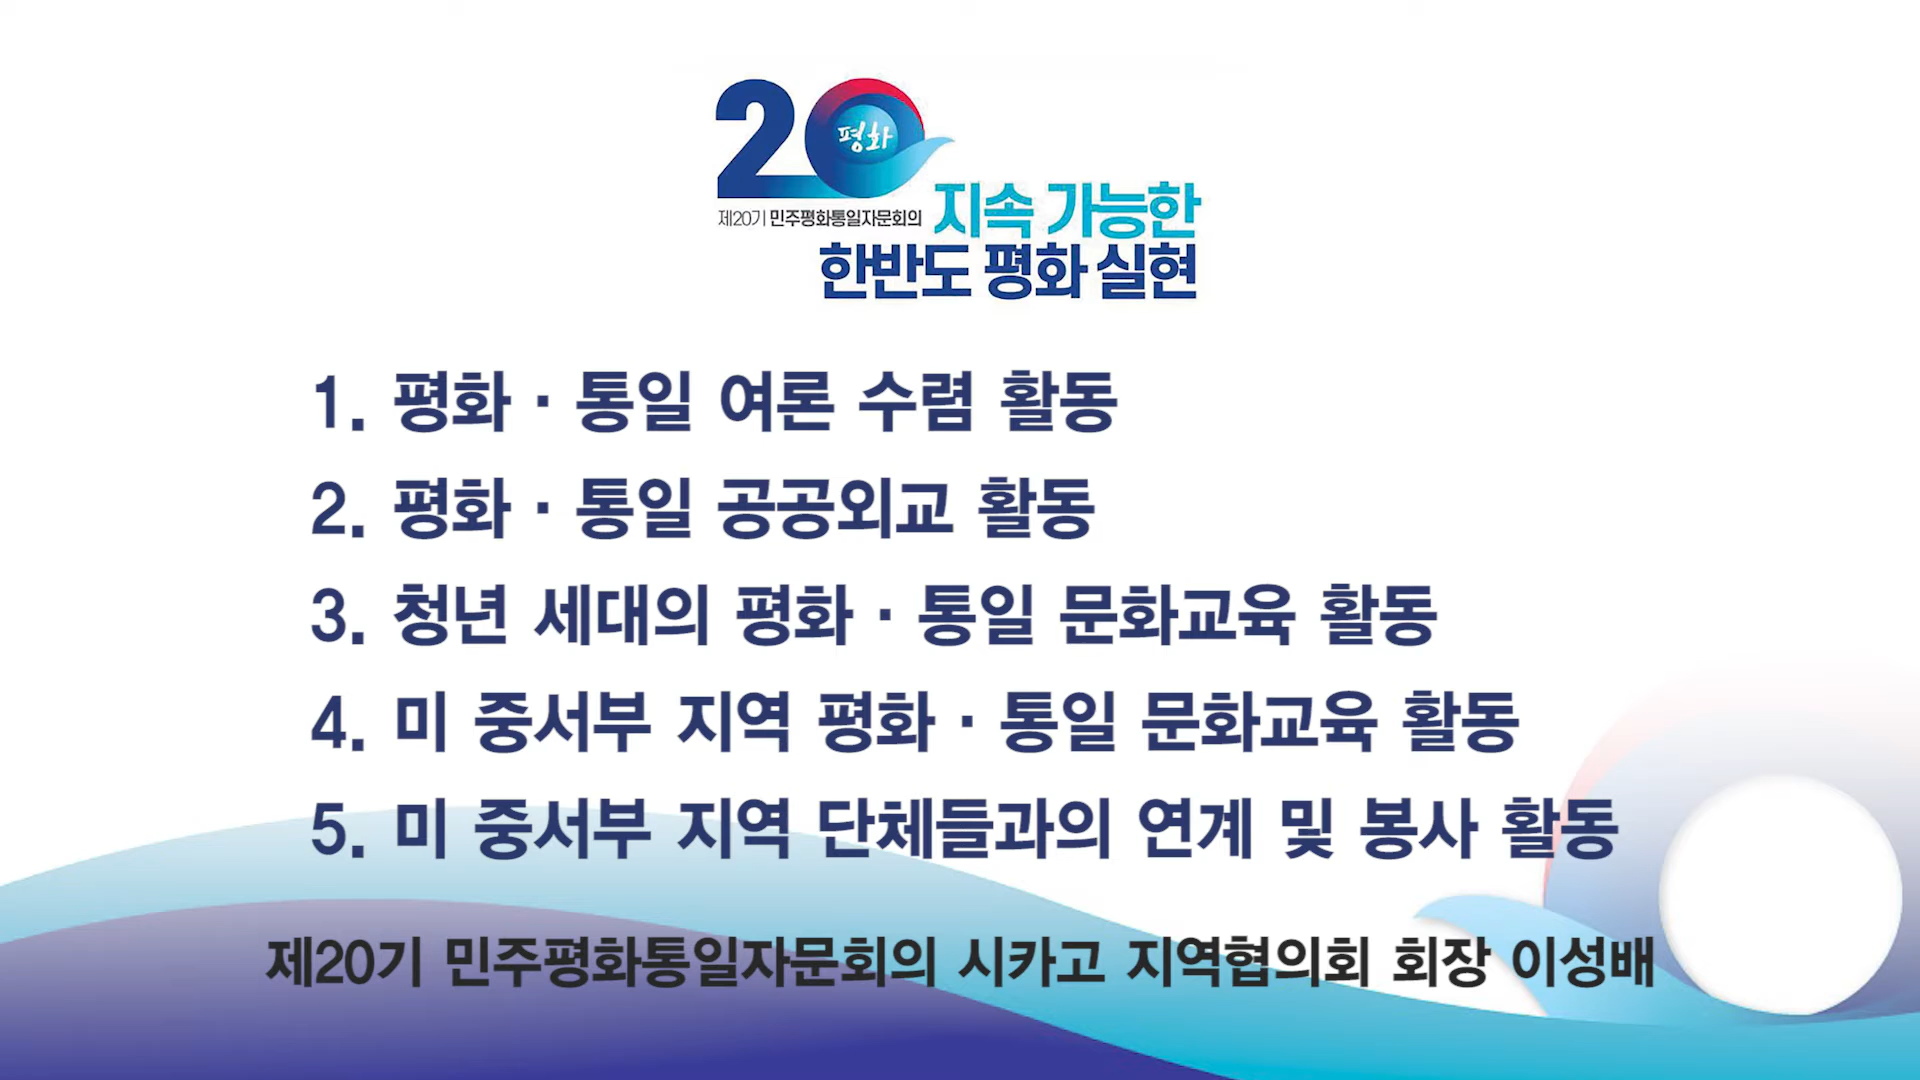 20
평화
제20기 민주평화통일자문회의
지속 가능한
한반도 평화 실현
1. 평화 · 통일 여론 수렴 활동
2. 평화 · 통일 공공외교 활동
3. 청년 세대의 평화 · 통일 문화교육 활동
4. 미 중서부 지역 평화 · 통일 문화교육 활동
5. 미 중서부 지역 단체들과의 연계 및 봉사 활동
제20기 민주평화통일자문회의 시카고 지역협의회 회장 이성배